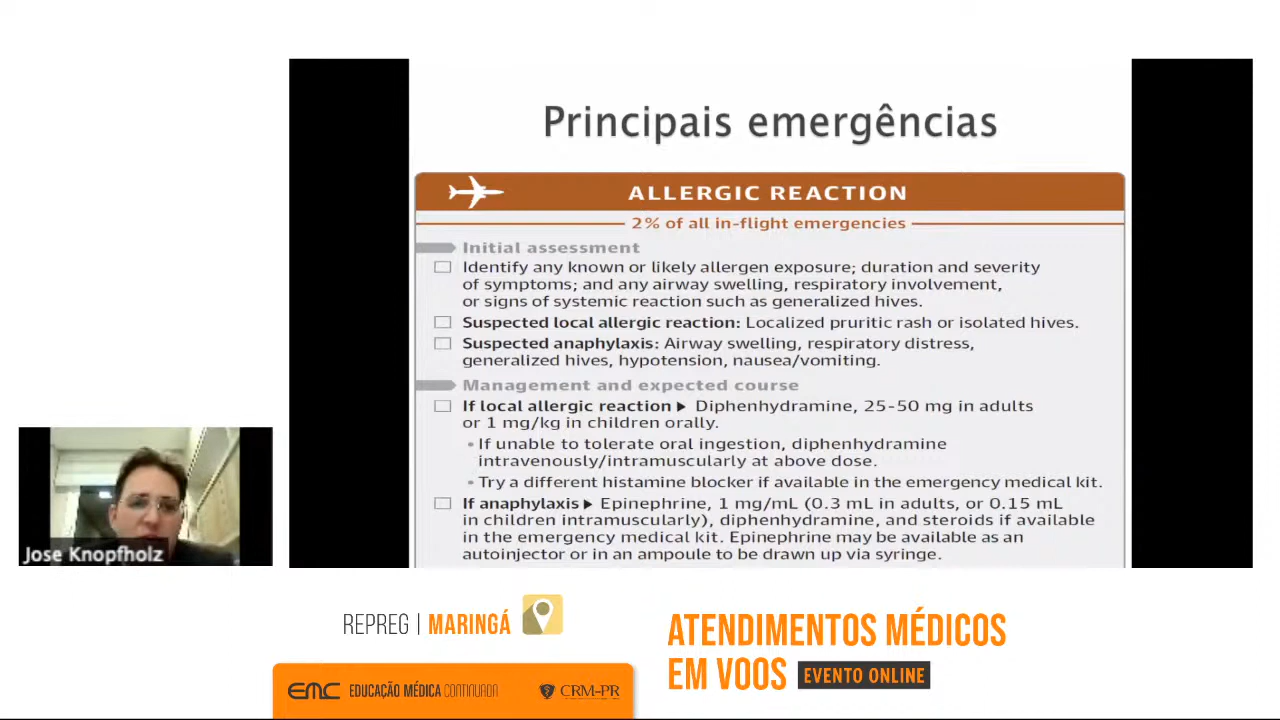 Principais emergências
ALLERGIC REACTION
2% of all in-flight emergencies
Initial assessment
Identify any known or likely allergen exposure; duration and severity
of symptoms; and any airway swelling, respiratory involvement,
or signs of systemic reaction such as generalized hives.
Suspected local allergic reaction: Localized pruritic rash or isolated hives.
Suspected anaphylaxis: Airway swelling, respiratory distress,
generalized hives, hypotension, nausea/vomiting.
Management and expected course
If local allergic reaction ▶ Diphenhydramine, 25-50 mg in adults
or 1 mg/kg in children orally.
• If unable to tolerate oral ingestion, diphenhydramine
intravenously/intramuscularly at above dose.
• Try a different histamine blocker if available in the emergency medical kit.
If anaphylaxis ▶ Epinephrine, 1 mg/mL (0.3 mL in adults, or 0.15 mL
in children intramuscularly), diphenhydramine, and steroids if available
in the emergency medical kit. Epinephrine may be available as an
autoinjector or in an ampoule to be drawn up via syringe.
Jose Knopfholz
REPREG | MARINGÁ
EMC EDUCAÇÃO MÉDICA CONTINUADA
CRM-PR
ATENDIMENTOS MÉDICOS
EM VOOS EVENTO ONLINE